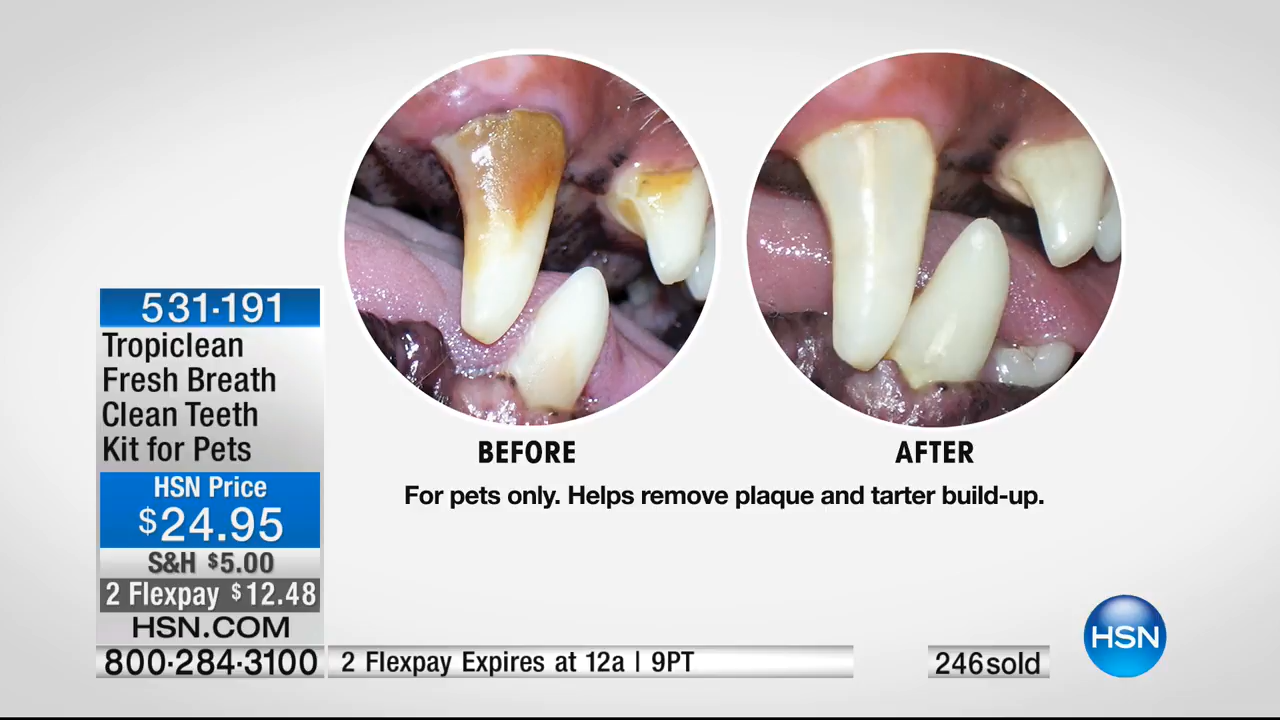 531-191
Tropiclean
Fresh Breath
Clean Teeth
Kit for Pets
HSN Price
$24.95
S&H $5.00
2 Flexpay $12.48
HSN.COM
800-284-3100
BEFORE
AFTER
For pets only. Helps remove plaque and tarter build-up.
2 Flexpay Expires at 12a | 9PT
246 sold
HSN